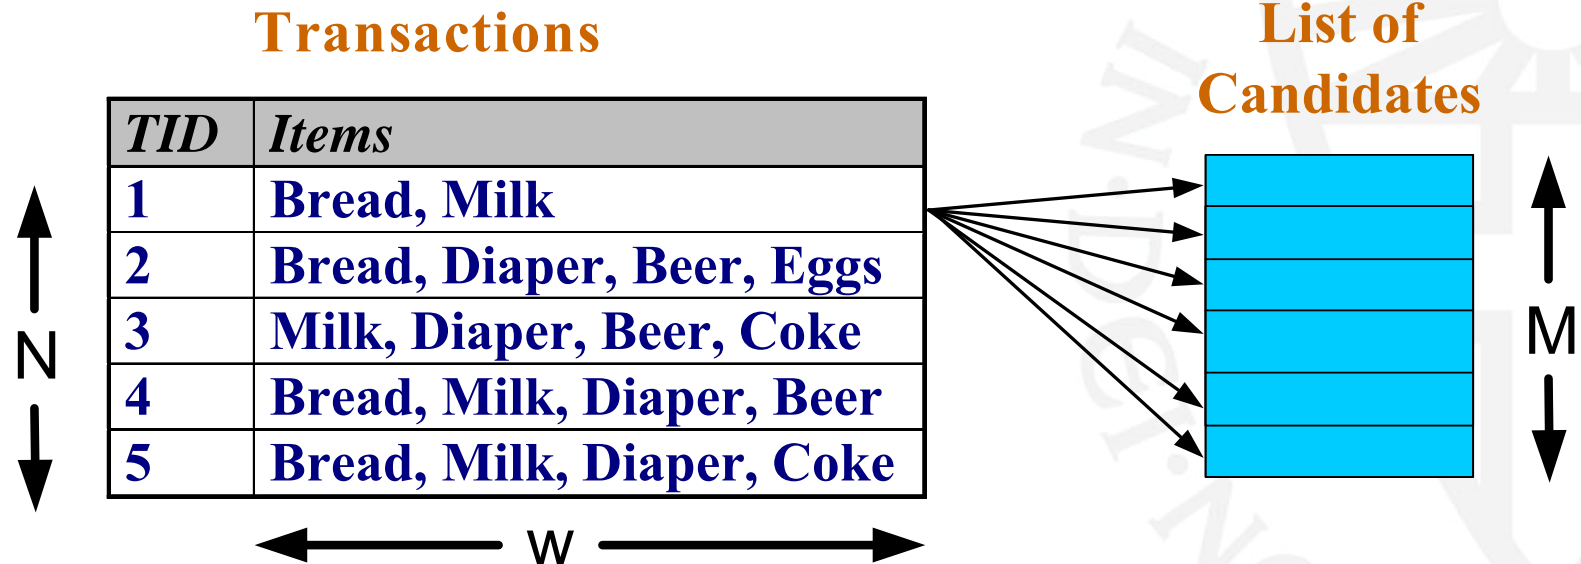 Transactions
List of
Candidates
TID Items
1 Bread, Milk
2 Bread, Diaper, Beer, Eggs
3 Milk, Diaper, Beer, Coke
4 Bread, Milk, Diaper, Beer
5 Bread, Milk, Diaper, Coke
N
M
w